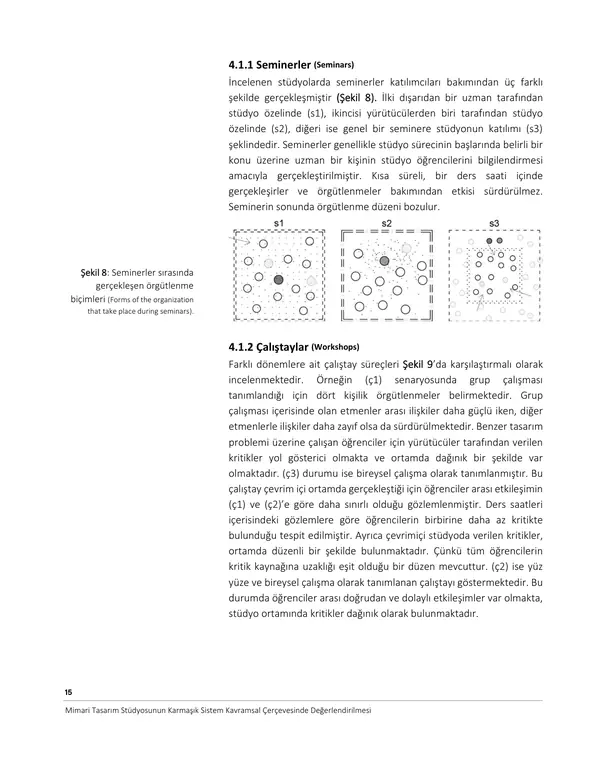 4.1.1 Seminerler (Seminars)
İncelenen stüdyolarda seminerler katılımcıları bakımından üç farklı
şekilde gerçekleşmiştir (Şekil 8). İlki dışarıdan bir uzman tarafından
stüdyo özelinde (s1), ikincisi yürütücülerden biri tarafından stüdyo
özelinde (s2), diğeri ise genel bir seminere stüdyonun katılımı (s3)
şeklindedir. Seminerler genellikle stüdyo sürecinin başlarında belirli bir
konu üzerine uzman bir kişinin stüdyo öğrencilerini bilgilendirmesi
amacıyla gerçekleştirilmiştir. Kısa süreli, bir ders saati içinde
gerçekleşirler ve örgütlenmeler bakımından etkisi sürdürülmez.
Seminerin sonunda örgütlenme düzeni bozulur.
s1 s2 s3
Şekil 8: Seminerler sırasında
gerçekleşen örgütlenme
biçimleri (Forms of the organization
that take place during seminars).
4.1.2 Çalıştaylar (Workshops)
Farklı dönemlere ait çalıştay süreçleri Şekil 9'da karşılaştırmalı olarak
incelenmektedir. Örneğin (ç1) senaryosunda grup çalışması
tanımlandığı için dört kişilik örgütlenmeler belirmektedir. Grup
çalışması içerisinde olan etmenler arası ilişkiler daha güçlü iken, diğer
etmenlerle ilişkiler daha zayıf olsa da sürdürülmektedir. Benzer tasarım
problemi üzerine çalışan öğrenciler için yürütücüler tarafından verilen
kritikler yol gösterici olmakta ve ortamda dağınık bir şekilde var
olmaktadır. (ç3) durumu ise bireysel çalışma olarak tanımlanmıştır. Bu
çalıştay çevrim içi ortamda gerçekleştiği için öğrenciler arası etkileşimin
(ç1) ve (ç2)'e göre daha sınırlı olduğu gözlemlenmiştir. Ders saatleri
içerisindeki gözlemlere göre öğrencilerin birbirine daha az kritikte
bulunduğu tespit edilmiştir. Ayrıca çevrimiçi stüdyoda verilen kritikler,
ortamda düzenli bir şekilde bulunmaktadır. Çünkü tüm öğrencilerin
kritik kaynağına uzaklığı eşit olduğu bir düzen mevcuttur. (ç2) ise yüz
yüze ve bireysel çalışma olarak tanımlanan çalıştayı göstermektedir. Bu
durumda öğrenciler arası doğrudan ve dolaylı etkileşimler var olmakta,
stüdyo ortamında kritikler dağınık olarak bulunmaktadır.
15
Mimari Tasarım Stüdyosunun Karmaşık Sistem Kavramsal Çerçevesinde Değerlendirilmesi